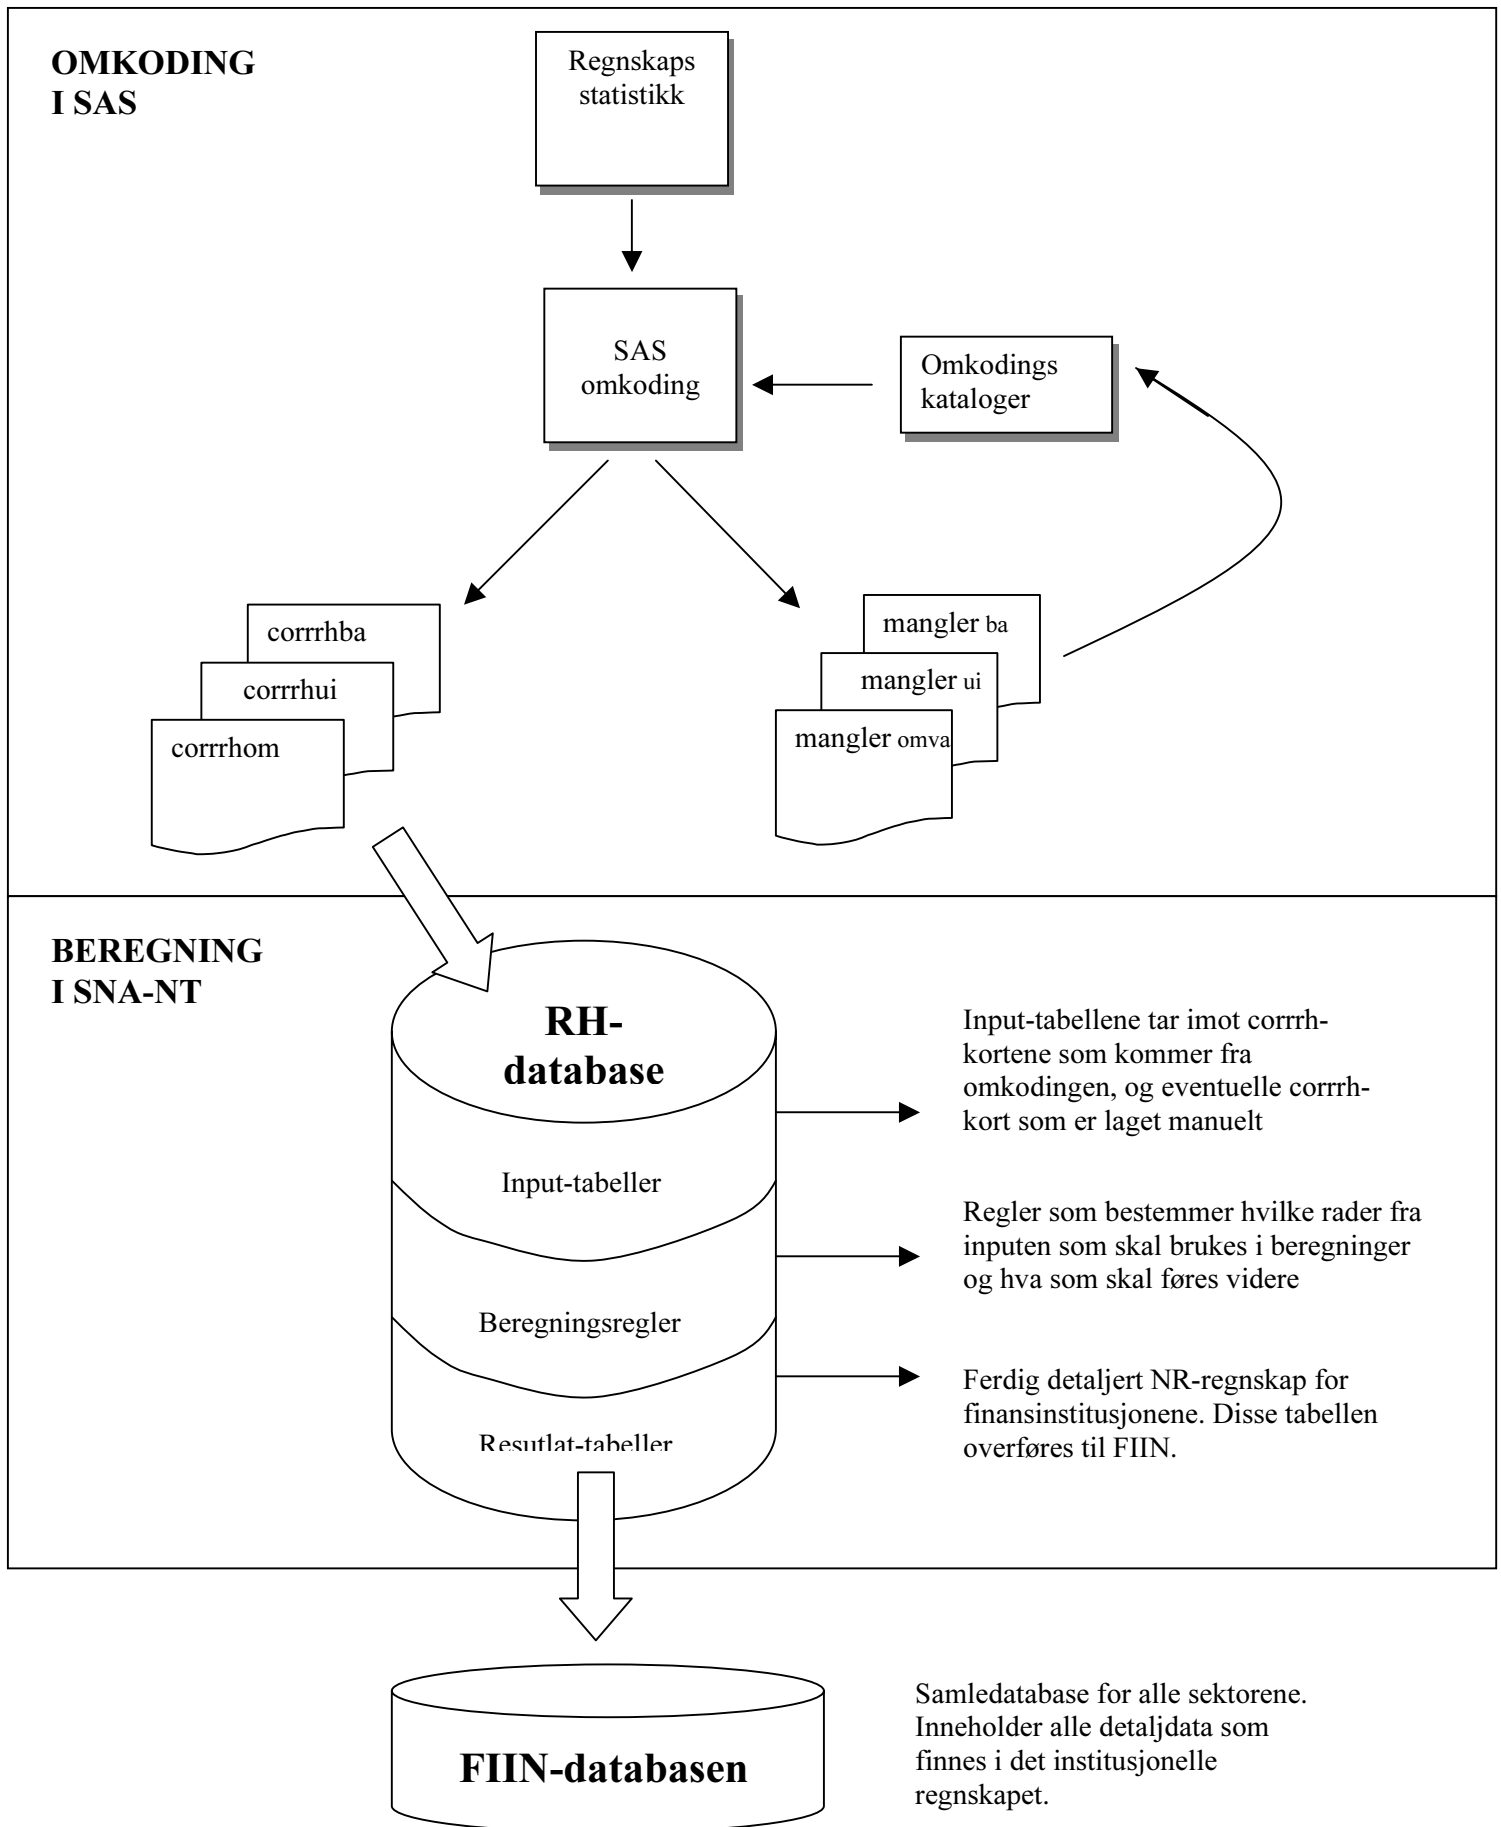 OMKODING
I SAS
Regnskaps
statistikk
SAS
omkoding
Omkodings
kataloger
corrrhba
corrrhui
corrrhom
mangler ba
mangler ui
mangler omva
BEREGNING
I SNA-NT
RH-
database
Input-tabeller
Beregningsregler
Resutlat-tabeller
Input-tabellene tar imot corrrh-
kortene som kommer fra
omkodingen, og eventuelle corrrh-
kort som er laget manuelt
Regler som bestemmer hvilke rader fra
inputen som skal brukes i beregninger
og hva som skal føres videre
Ferdig detaljert NR-regnskap for
finansinstitusjonene. Disse tabellen
overføres til FIIN.
FIIN-databasen
Samledatabase for alle sektorene.
Inneholder alle detaljdata som
finnes i det institusjonelle
regnskapet.